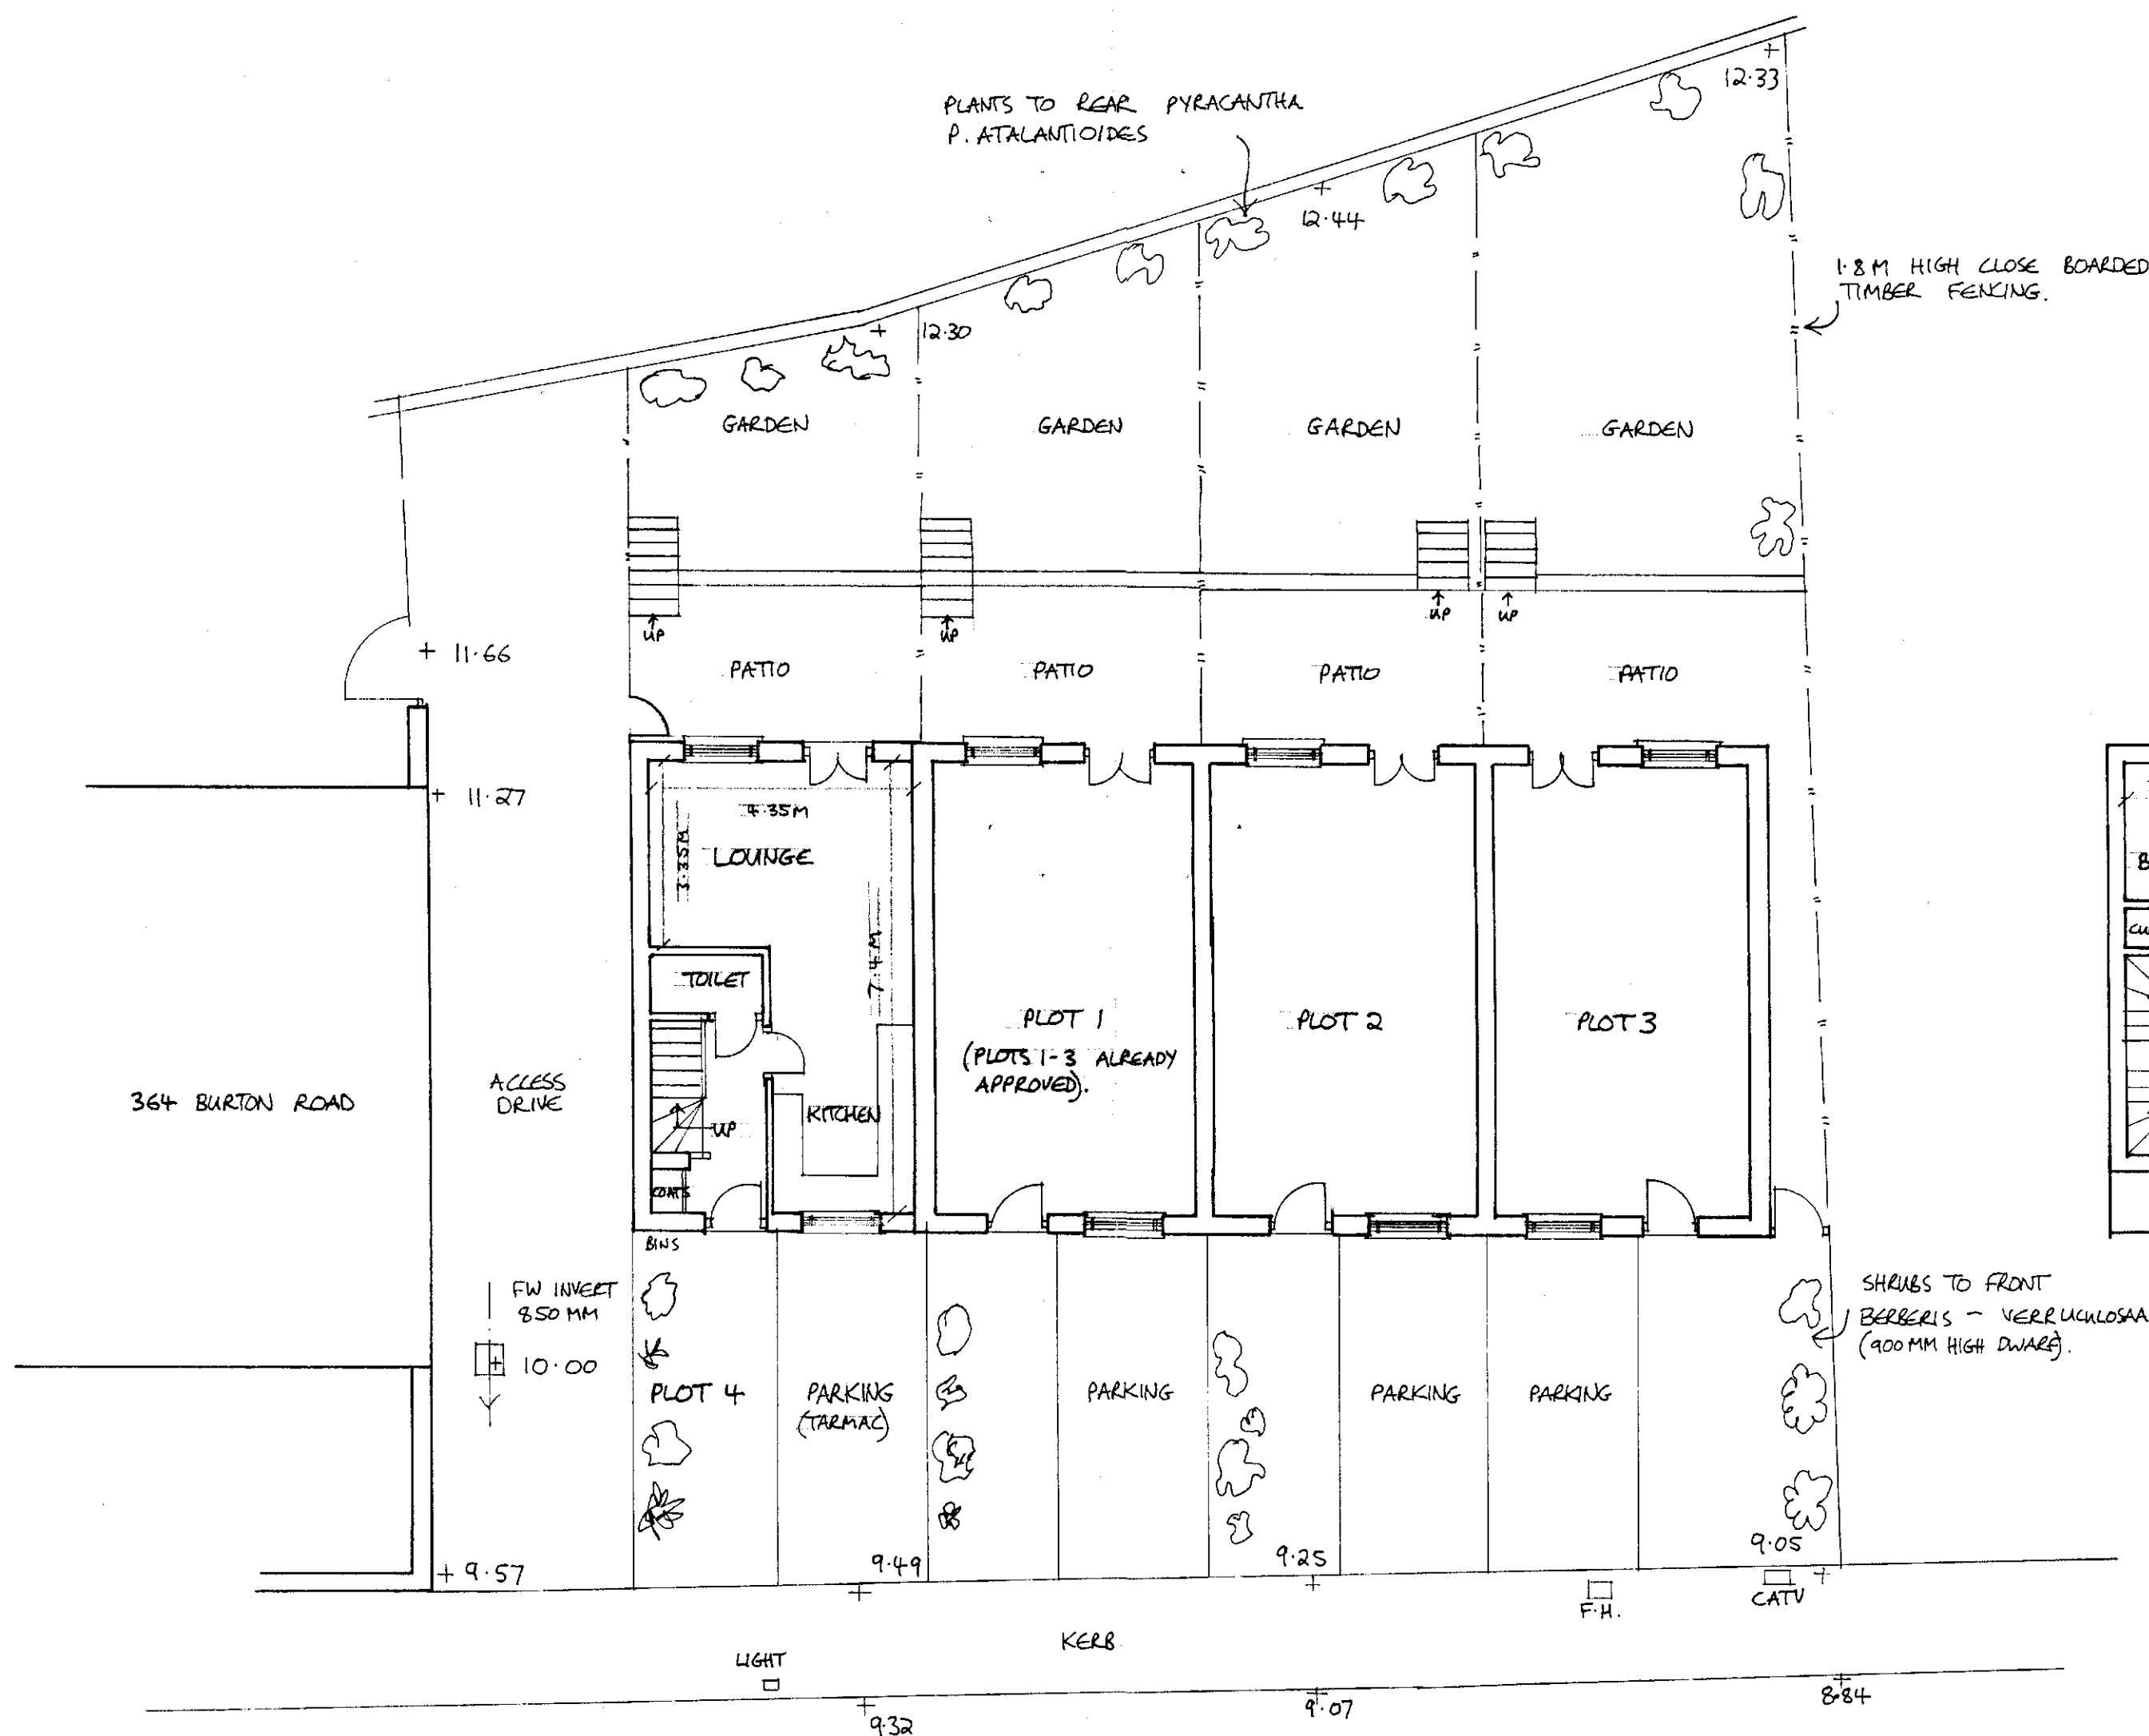 12.33
PLANTS TO REAR PYRACANTHA
P. ATALANTIOIDES
12.44
1.8M HIGH CLOSE BOARDED
TIMBER FENCING.
12.30
GARDEN
GARDEN
GARDEN
GARDEN
UP
UP
UP
UP
11.66
PATIO
PATIO
PATIO
PATIO
11.27
4.35M
3.35M
LOUNGE
7.4M
TOILET
PLOT 1
(PLOTS 1-3 ALREADY
APPROVED).
PLOT 2
PLOT 3
364 BURTON ROAD
ACCESS
DRIVE
KITCHEN
UP
COATS
BINS
FW INVERT
850 MM
10.00
PLOT 4
PARKING
(TARMAC)
PARKING
PARKING
PARKING
SHRUBS TO FRONT
BERBERIS - VERRUCULOSAA
(900MM HIGH DWARF).
9.57
9.49
9.25
9.05
F.H.
CATV
KERB
LIGHT
9.32
9.07
8.84